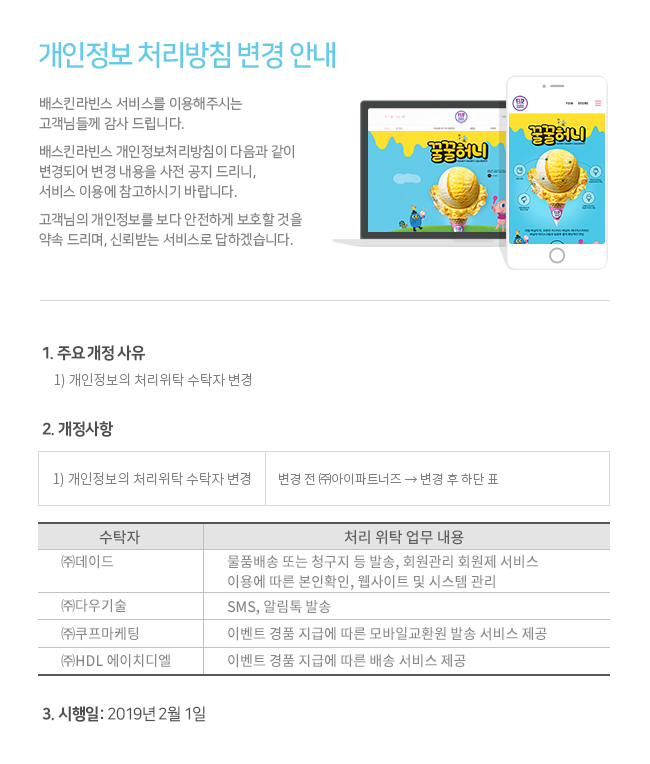 개인정보 처리방침 변경 안내
배스킨라빈스 서비스를 이용해주시는
고객님들께 감사 드립니다.
배스킨라빈스 개인정보처리방침이 다음과 같이
변경되어 변경 내용을 사전 공지 드리니,
서비스 이용에 참고하시기 바랍니다.
고객님의 개인정보를 보다 안전하게 보호할 것을
약속 드리며, 신뢰받는 서비스로 답하겠습니다.
꿀꿀허니
꿀꿀허니
1. 주요 개정 사유
1) 개인정보의 처리위탁 수탁자 변경
2. 개정사항
1) 개인정보의 처리위탁 수탁자 변경 변경 전 ㈜아이파트너즈 → 변경 후 하단 표
수탁자 처리 위탁 업무 내용
㈜데이드 물품배송 또는 청구지 등 발송, 회원관리 회원제 서비스
이용에 따른 본인확인, 웹사이트 및 시스템 관리
㈜다우기술 SMS, 알림톡 발송
㈜쿠프마케팅 이벤트 경품 지급에 따른 모바일교환원 발송 서비스 제공
㈜HDL 에이치디엘 이벤트 경품 지급에 따른 배송 서비스 제공
3. 시행일: 2019년 2월 1일